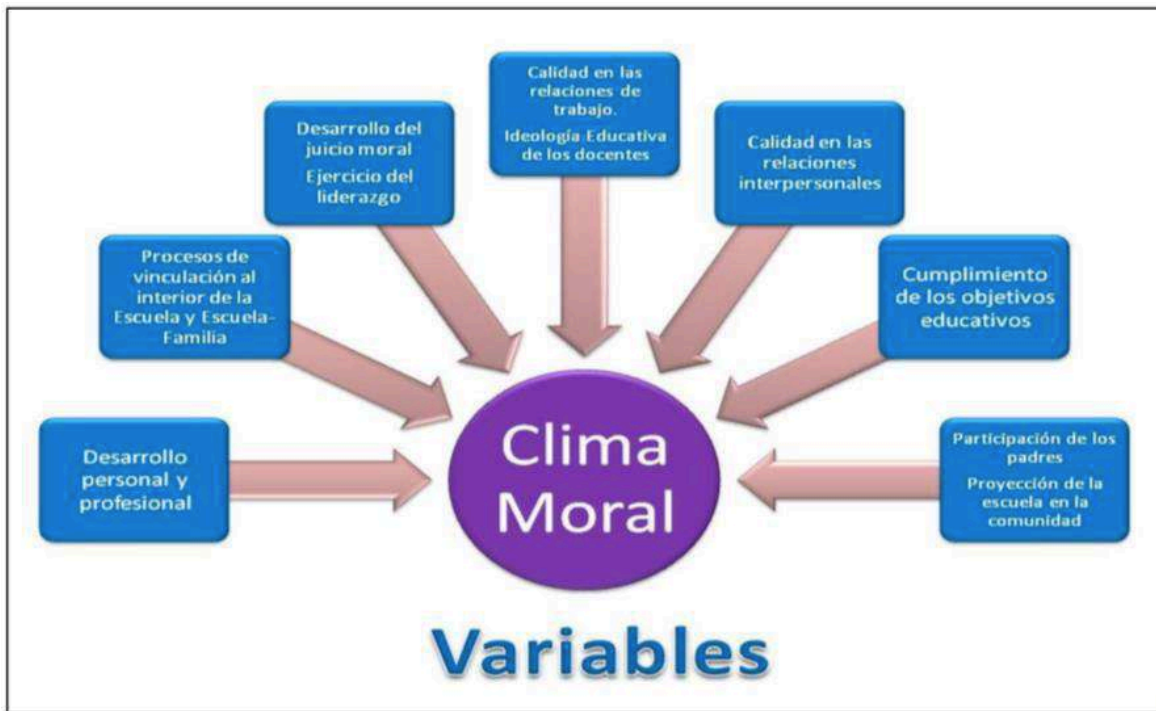 Calidad en las
relaciones de
trabajo.
Ideología Educativa
de los docentes
Desarrollo del
juicio moral
Ejercicio del
liderazgo
Calidad en las
relaciones
interpersonales
Procesos de
vinculación al
interior de la
Escuela y Escuela-
Familia
Cumplimiento
de los objetivos
educativos
Desarrollo
personal y
profesional
Clima
Moral
Participación de los
padres
Proyección de la
escuela en la
comunidad
Variables